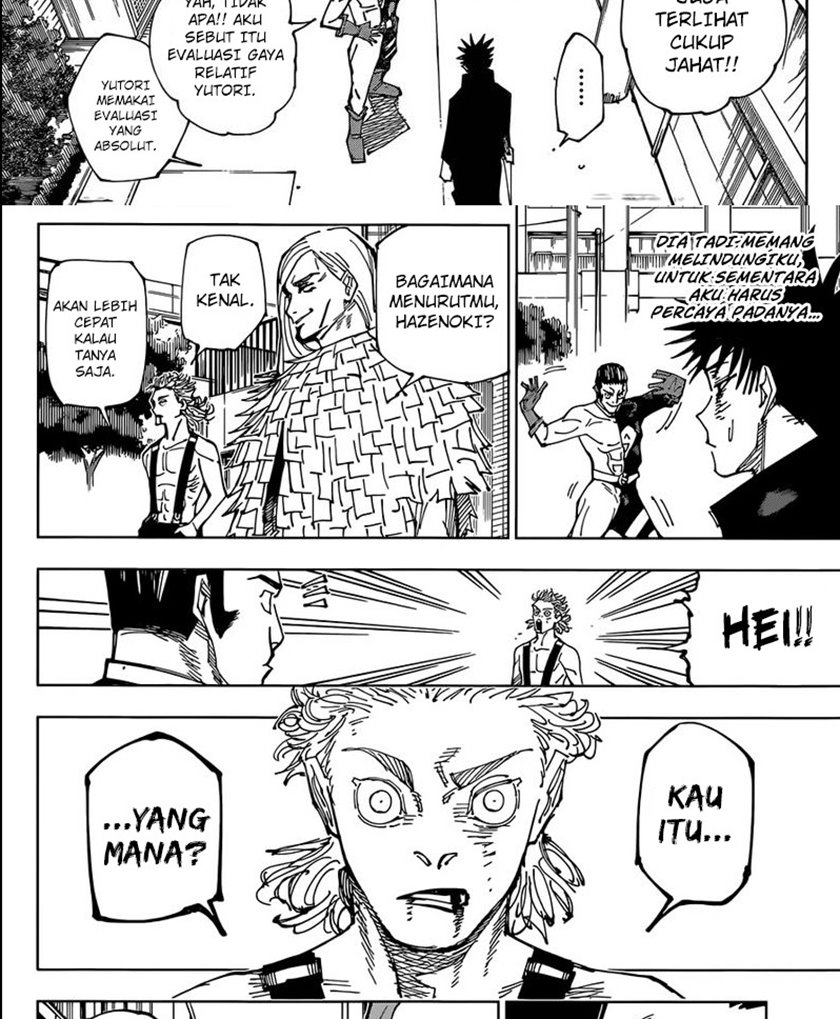 TERLIHAT
CUKUP
JAHAT!!
......
YAH, TIDAK
APA!! AKU
SEBUT ITU
EVALUASI GAYA
RELATIF
YUTORI.
YUTORI
MEMAKAI
EVALUASI
YANG
ABSOLUT.
DIA TADI MEMANG
MELINDUNGIKU,
UNTUK SEMENTARA
AKU HARUS
PERCAYA PADANYA...
BAGAIMANA
MENURUTMU,
HAZENOKI?
TAK
KENAL.
AKAN LEBIH
CEPAT
KALAU
TANYA
SAJA.
HEI!!
KAU
ITU...
...YANG
MANA?